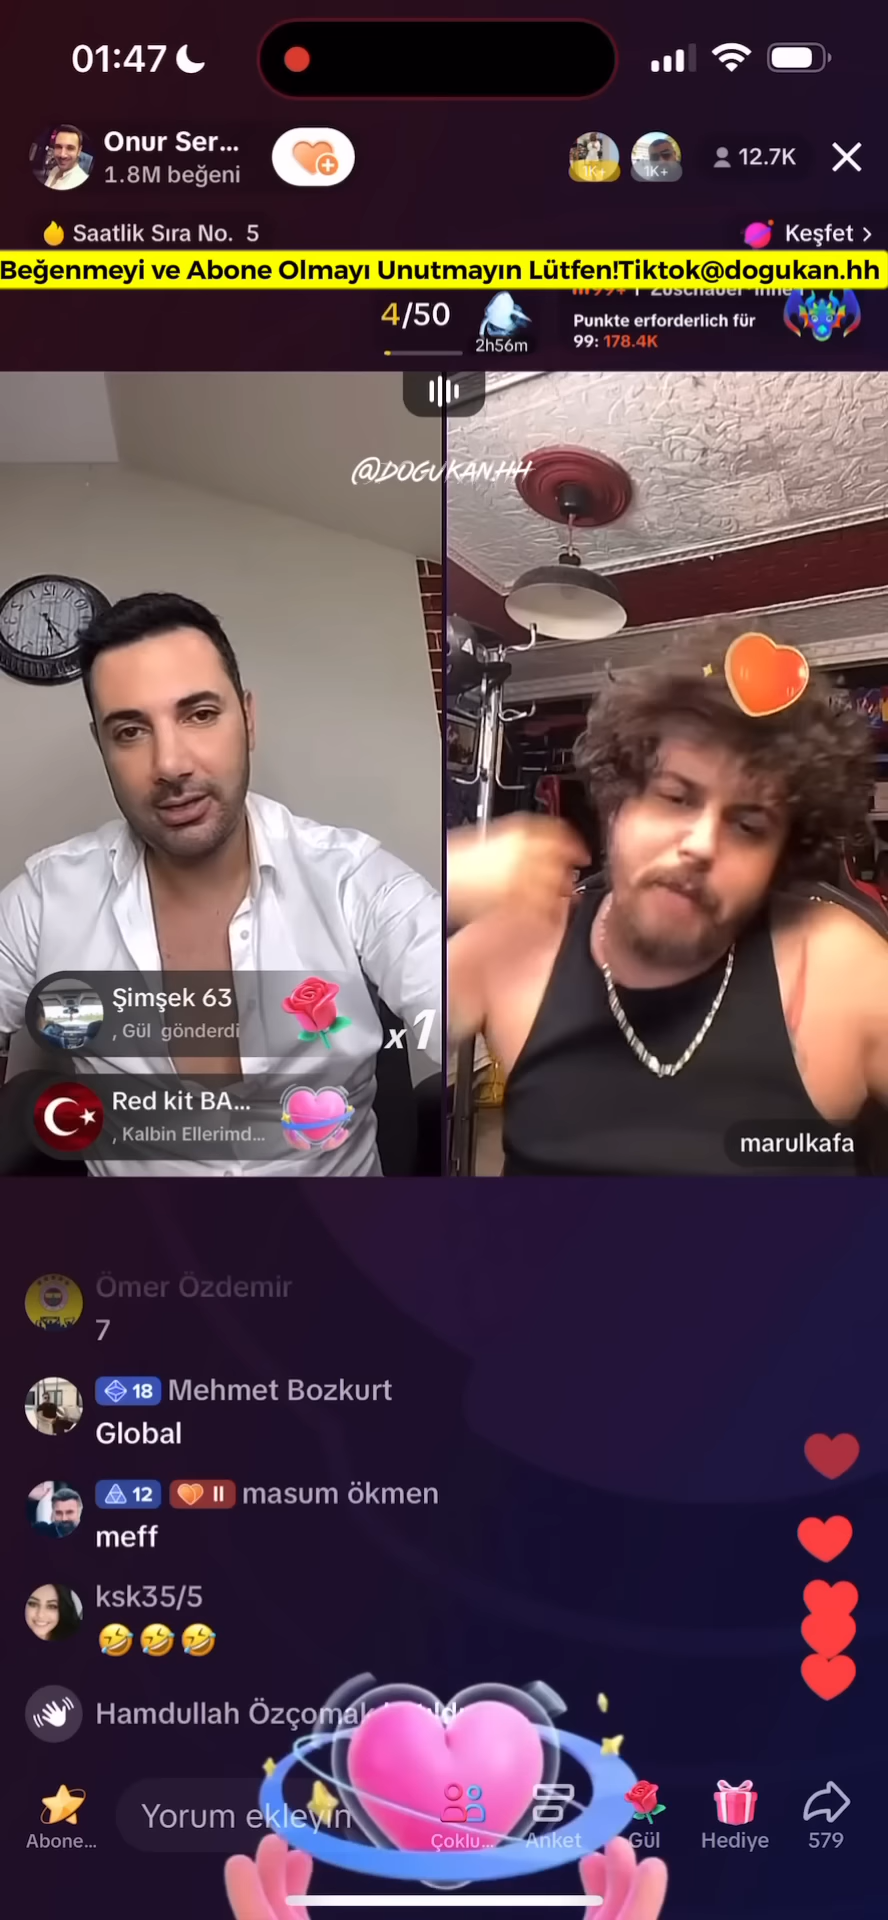 01:47
Onur Ser...
1.8M beğeni
1K+
1K+
12.7K
Saatlik Sıra No. 5
Keşfet >
Beğenmeyi ve Abone Olmayı Unutmayın Lütfen!Tiktok@dogukan.hh
4/50
2h56m
Punkte erforderlich für
99: 178.4K
@DOGUKAN.HH
Şimşek 63
, Gül gönderdi
x1
Red kit BA...
, Kalbin Ellerimd...
marulkafa
Ömer Özdemir
7
18 Mehmet Bozkurt
Global
12 II masum ökmen
meff
ksk35/5
🤣🤣🤣
Hamdullah Özçomak
Yorum ekleyin
Abone...
Çoklu...
Anket
Gül
Hediye
579